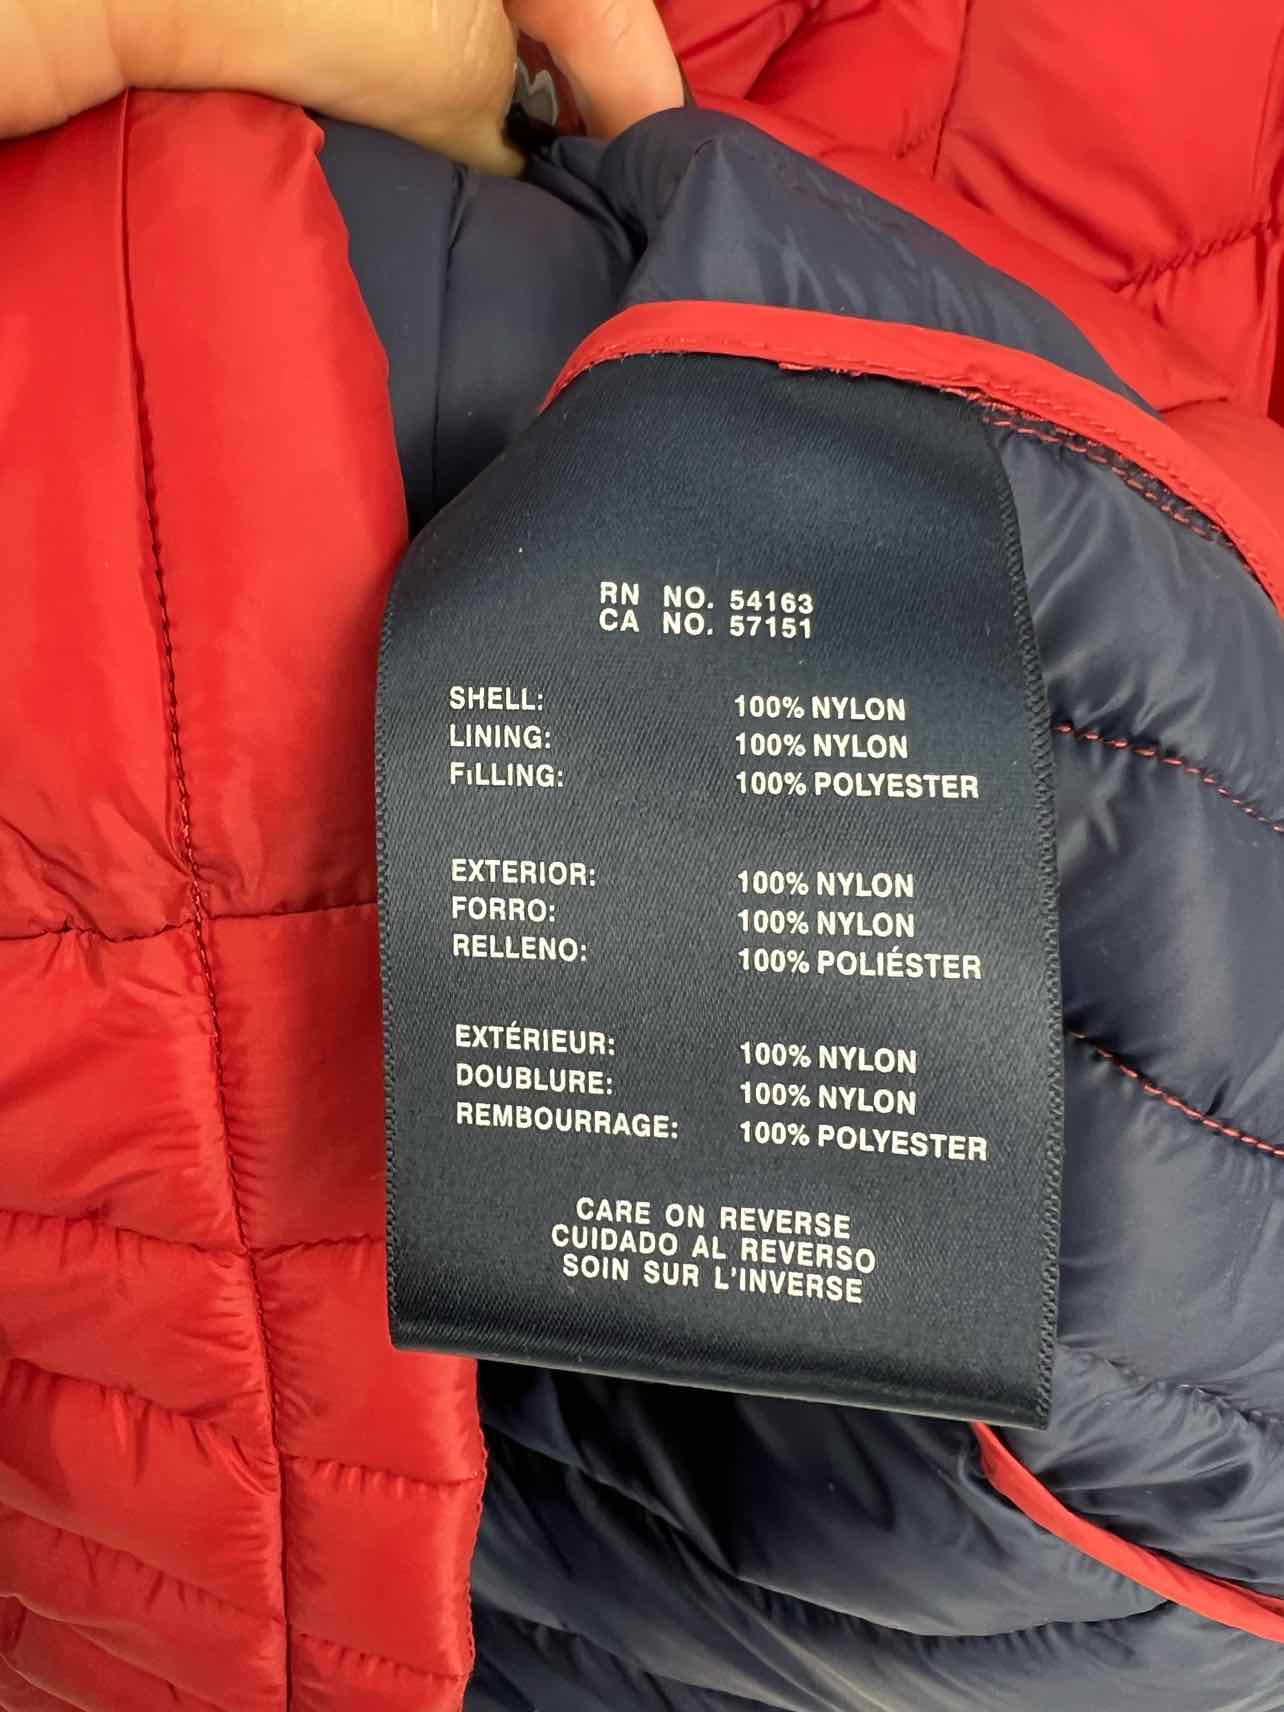 RN NO. 54163
CA NO. 57151
SHELL: 100% NYLON
LINING: 100% NYLON
FILLING: 100% POLYESTER
EXTERIOR: 100% NYLON
FORRO: 100% NYLON
RELLENO: 100% POLIÉSTER
EXTÉRIEUR: 100% NYLON
DOUBLURE: 100% NYLON
REMBOURRAGE: 100% POLYESTER
CARE ON REVERSE
CUIDADO AL REVERSO
SOIN SUR L'INVERSE